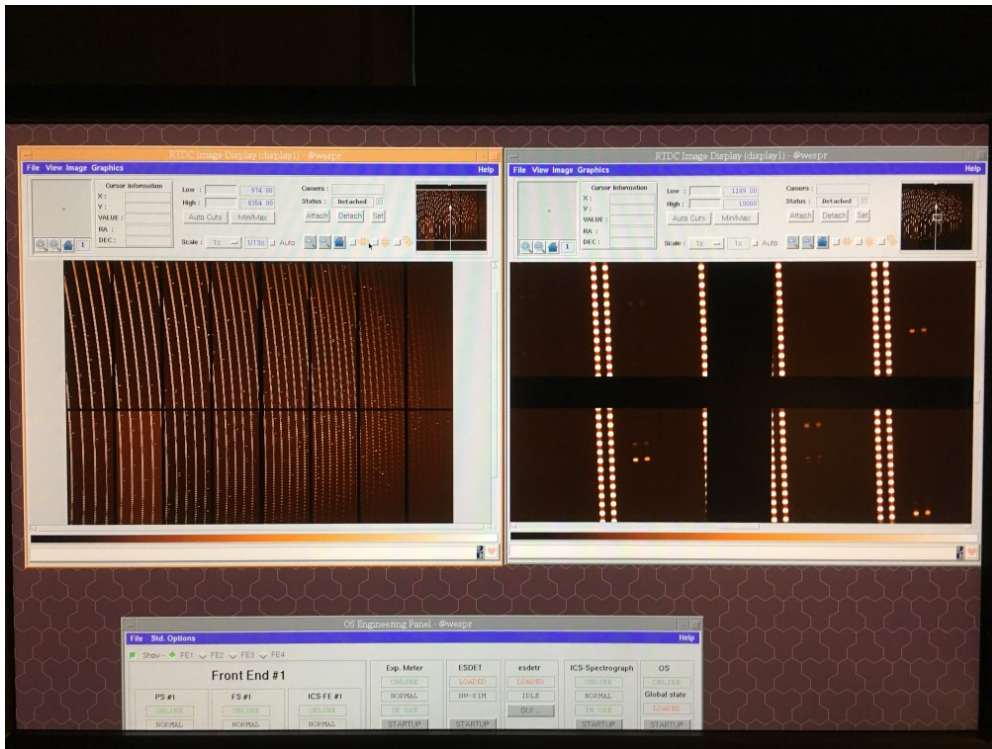 RTDC Image Display (display1) - @wespr
File View Image Graphics Help
Cursor Information
X :
Y :
VALUE :
RA :
DEC :
1
Low : 974.00
High : 8354.00
Auto Cuts Min/Max
Scale : 1x 1/13x Auto
Camera :
Status : Detached
Attach Detach Set
RTDC Image Display (display1) - @wespr
File View Image Graphics Help
Cursor Information
X :
Y :
VALUE :
RA :
DEC :
1
Low : 1189.00
High : 10000
Auto Cuts Min/Max
Scale : 1x 1x Auto
Camera :
Status : Detached
Attach Detach Set
OS Engineering Panel - @wespr
File Std. Options Help
Show - FE1 FE2 FE3 FE4
Front End #1
PS #1 FS #1 ICS-FE #1
ONLINE ONLINE ONLINE
NORMAL NORMAL NORMAL
Exp. Meter
ONLINE
NORMAL
IN USE
STARTUP
ESDET
LOADED
HW-SIM
STARTUP
esdetr
LOADED
IDLE
GUI ...
ICS-Spectrograph
ONLINE
NORMAL
IN USE
STARTUP
OS
ONLINE
Global state
LOADED
STARTUP